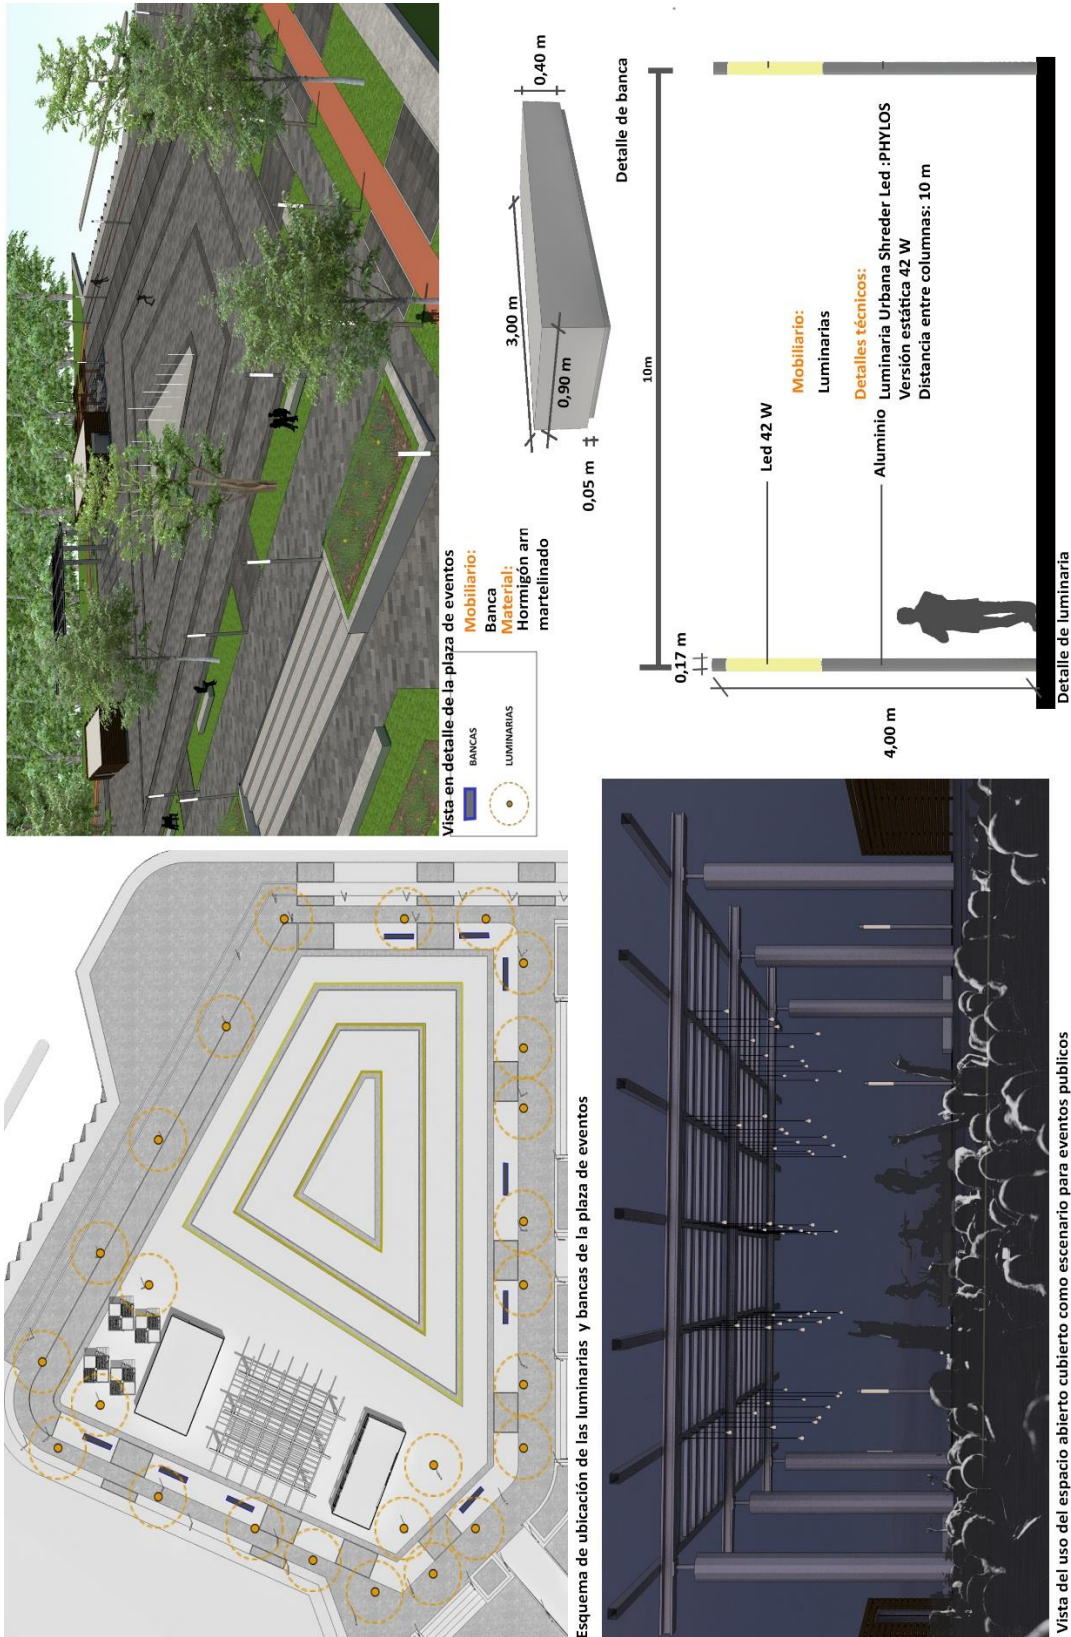 Esquema de ubicación de las luminarias y bancas de la plaza de eventos
Vista en detalle de la plaza de eventos
BANCAS
LUMINARIAS
Mobiliario:
Banca
Material:
Hormigón arn
martelinado
3,00 m
0,90 m
0,40 m
0,05 m
Detalle de banca
Vista del uso del espacio abierto cubierto como escenario para eventos publicos
10m
0,17 m
4,00 m
Led 42 W
Aluminio
Mobiliario:
Luminarias
Detalles técnicos:
Luminaria Urbana Shreder Led :PHYLOS
Versión estática 42 W
Distancia entre columnas: 10 m
Detalle de luminaria